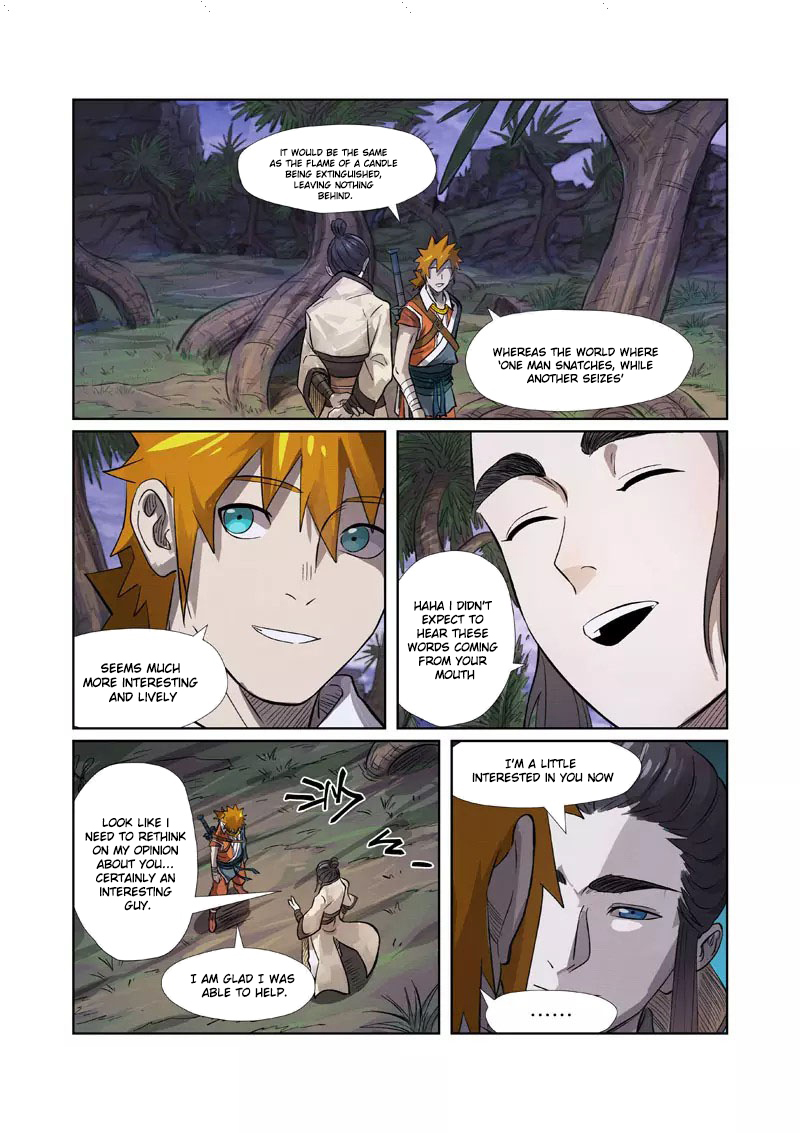 IT WOULD BE THE SAME
AS THE FLAME OF A CANDLE
BEING EXTINGUISHED,
LEAVING NOTHING
BEHIND.
WHEREAS THE WORLD WHERE
'ONE MAN SNATCHES, WHILE
ANOTHER SEIZES'
SEEMS MUCH
MORE INTERESTING
AND LIVELY
HAHA I DIDN'T
EXPECT TO
HEAR THESE
WORDS COMING
FROM YOUR
MOUTH
LOOK LIKE I
NEED TO RETHINK
ON MY OPINION
ABOUT YOU...
CERTAINLY AN
INTERESTING
GUY.
I AM GLAD I WAS
ABLE TO HELP.
I'M A LITTLE
INTERESTED IN YOU NOW
......